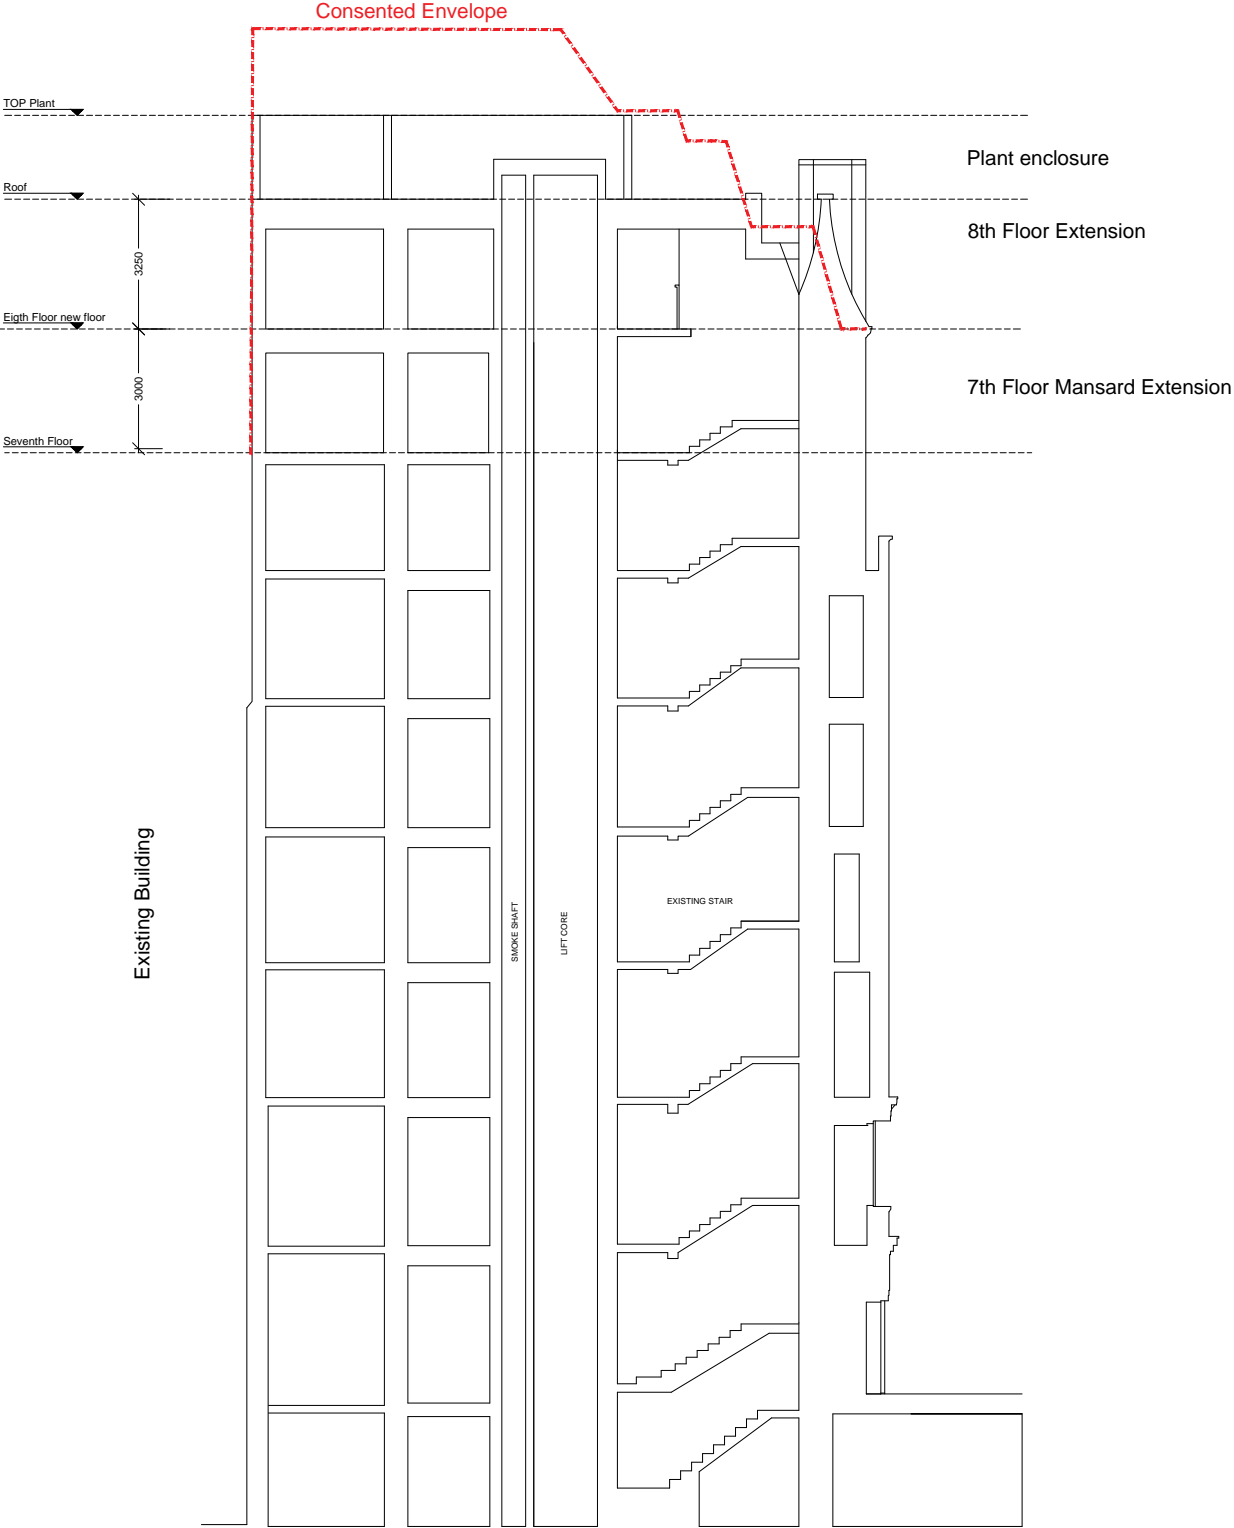 Consented Envelope
TOP Plant
Plant enclosure
Roof
8th Floor Extension
3250
Eigth Floor new floor
3000
7th Floor Mansard Extension
Seventh Floor
Existing Building
SMOKE SHAFT
LIFT CORE
EXISTING STAIR